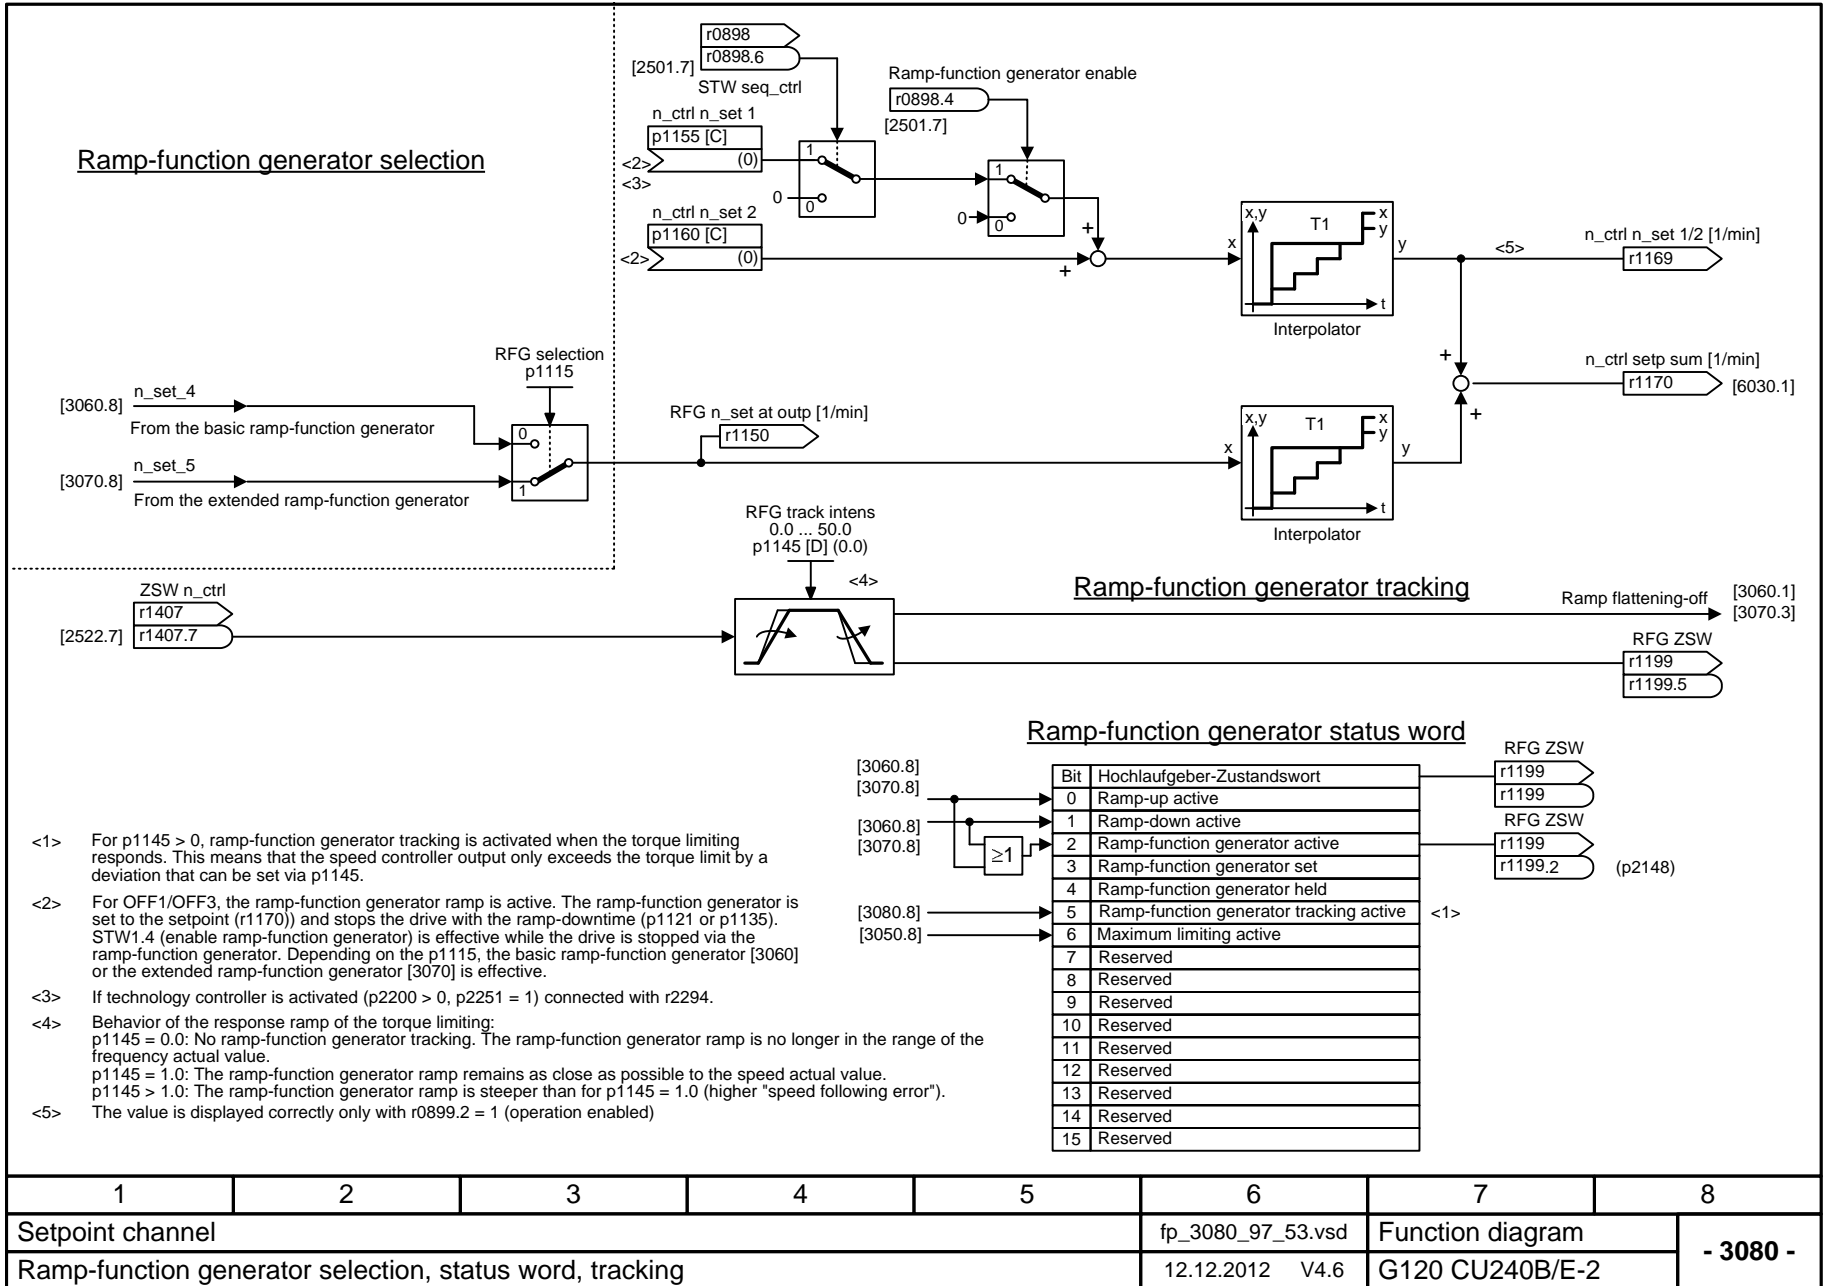 Ramp-function generator selection
r0898
r0898.6
[2501.7]
STW seq_ctrl
Ramp-function generator enable
r0898.4
[2501.7]
n_ctrl n_set 1
p1155 [C]
(0)
<2>
<3>
1
0
0
1
0
0
n_ctrl n_set 2
p1160 [C]
(0)
<2>
+
+
x
x,y
T1
x
y
t
y
Interpolator
<5>
n_ctrl n_set 1/2 [1/min]
r1169
RFG selection
p1115
n_set_4
[3060.8]
From the basic ramp-function generator
n_set_5
[3070.8]
From the extended ramp-function generator
0
1
RFG n_set at outp [1/min]
r1150
x
x,y
T1
x
y
t
y
Interpolator
+
+
n_ctrl setp sum [1/min]
r1170
[6030.1]
RFG track intens
0.0 ... 50.0
p1145 [D] (0.0)
<4>
ZSW n_ctrl
r1407
[2522.7]
r1407.7
Ramp-function generator tracking
Ramp flattening-off
[3060.1]
[3070.3]
RFG ZSW
r1199
r1199.5
Ramp-function generator status word
[3060.8]
[3070.8]
[3060.8]
[3070.8]
≥1
[3080.8]
[3050.8]
Bit Hochlaufgeber-Zustandswort
0 Ramp-up active
1 Ramp-down active
2 Ramp-function generator active
3 Ramp-function generator set
4 Ramp-function generator held
5 Ramp-function generator tracking active
6 Maximum limiting active
7 Reserved
8 Reserved
9 Reserved
10 Reserved
11 Reserved
12 Reserved
13 Reserved
14 Reserved
15 Reserved
<1>
RFG ZSW
r1199
r1199
RFG ZSW
r1199
r1199.2
(p2148)
<1> For p1145 > 0, ramp-function generator tracking is activated when the torque limiting
responds. This means that the speed controller output only exceeds the torque limit by a
deviation that can be set via p1145.
<2> For OFF1/OFF3, the ramp-function generator ramp is active. The ramp-function generator is
set to the setpoint (r1170)) and stops the drive with the ramp-downtime (p1121 or p1135).
STW1.4 (enable ramp-function generator) is effective while the drive is stopped via the
ramp-function generator. Depending on the p1115, the basic ramp-function generator [3060]
or the extended ramp-function generator [3070] is effective.
<3> If technology controller is activated (p2200 > 0, p2251 = 1) connected with r2294.
<4> Behavior of the response ramp of the torque limiting:
p1145 = 0.0: No ramp-function generator tracking. The ramp-function generator ramp is no longer in the range of the
frequency actual value.
p1145 = 1.0: The ramp-function generator ramp remains as close as possible to the speed actual value.
p1145 > 1.0: The ramp-function generator ramp is steeper than for p1145 = 1.0 (higher "speed following error").
<5> The value is displayed correctly only with r0899.2 = 1 (operation enabled)
1 2 3 4 5 6 7 8
Setpoint channel
fp_3080_97_53.vsd
Function diagram
- 3080 -
Ramp-function generator selection, status word, tracking
12.12.2012 V4.6
G120 CU240B/E-2